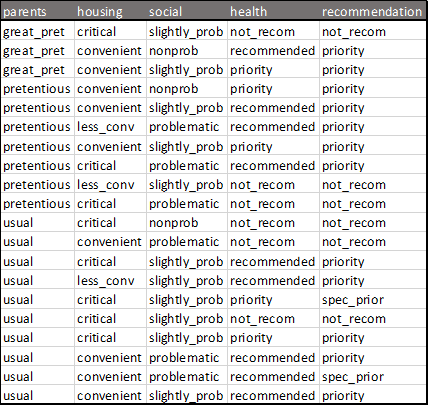 parents housing social health recommendation
great_pret critical slightly_prob not_recom not_recom
great_pret convenient nonprob recommended priority
great_pret convenient slightly_prob priority priority
pretentious convenient nonprob priority priority
pretentious convenient slightly_prob recommended priority
pretentious less_conv problematic recommended priority
pretentious convenient slightly_prob priority priority
pretentious critical problematic recommended priority
pretentious less_conv slightly_prob not_recom not_recom
pretentious critical problematic not_recom not_recom
usual critical nonprob not_recom not_recom
usual convenient problematic not_recom not_recom
usual critical slightly_prob recommended priority
usual less_conv slightly_prob recommended priority
usual critical slightly_prob priority spec_prior
usual critical slightly_prob not_recom not_recom
usual critical slightly_prob priority priority
usual convenient problematic recommended priority
usual convenient problematic recommended spec_prior
usual convenient slightly_prob recommended priority